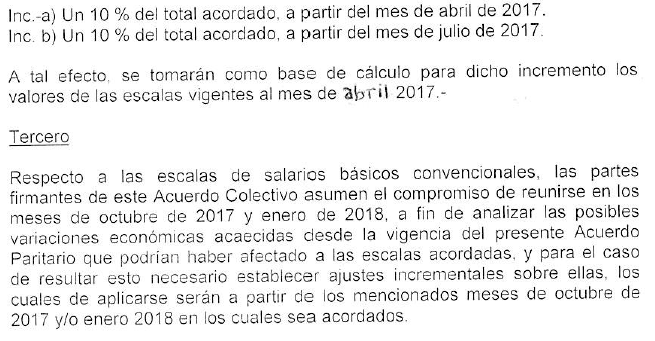 Inc.-a) Un 10 % del total acordado, a partir del mes de abril de 2017.
Inc. b) Un 10 % del total acordado, a partir del mes de julio de 2017.
A tal efecto, se tomarán como base de cálculo para dicho incremento los
valores de las escalas vigentes al mes de abril 2017.-
Tercero
Respecto a las escalas de salarios básicos convencionales, las partes
firmantes de este Acuerdo Colectivo asumen el compromiso de reunirse en los
meses de octubre de 2017 y enero de 2018, a fin de analizar las posibles
variaciones económicas acaecidas desde la vigencia del presente Acuerdo
Paritario que podrían haber afectado a las escalas acordadas, y para el caso
de resultar esto necesario establecer ajustes incrementales sobre ellas, los
cuales de aplicarse serán a partir de los mencionados meses de octubre de
2017 y/o enero 2018 en los cuales sea acordados.